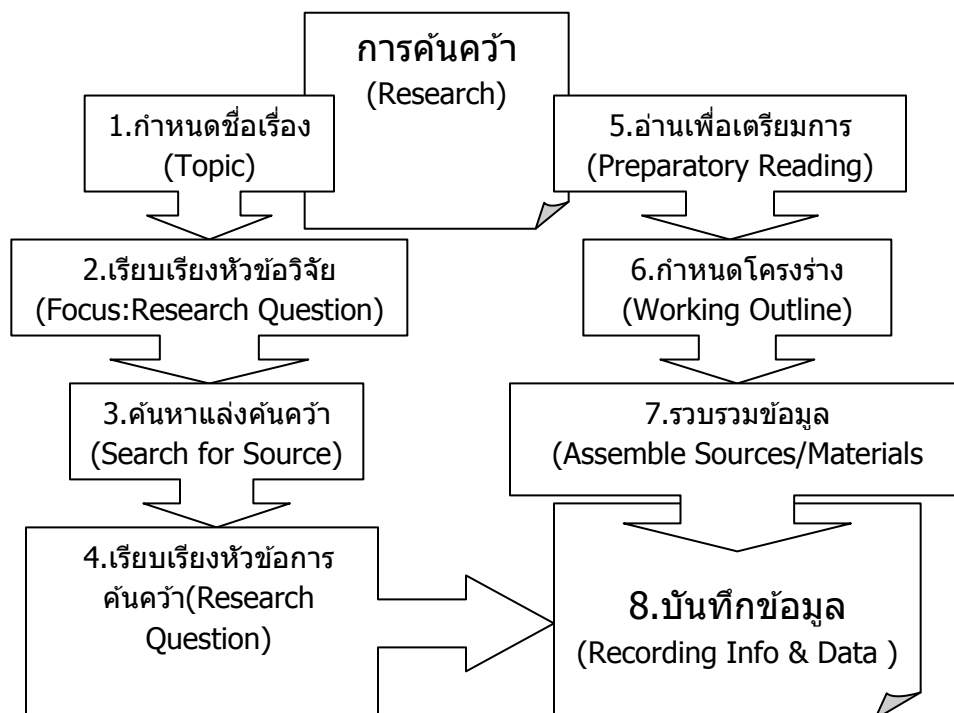 การค้นคว้า
(Research)
1.กำหนดชื่อเรื่อง
(Topic)
2.เรียบเรียงหัวข้อวิจัย
(Focus:Research Question)
3.ค้นหาแล่งค้นคว้า
(Search for Source)
4.เรียบเรียงหัวข้อการ
ค้นคว้า(Research
Question)
5.อ่านเพื่อเตรียมการ
(Preparatory Reading)
6.กำหนดโครงร่าง
(Working Outline)
7.รวบรวมข้อมูล
(Assemble Sources/Materials
8.บันทึกข้อมูล
(Recording Info & Data )